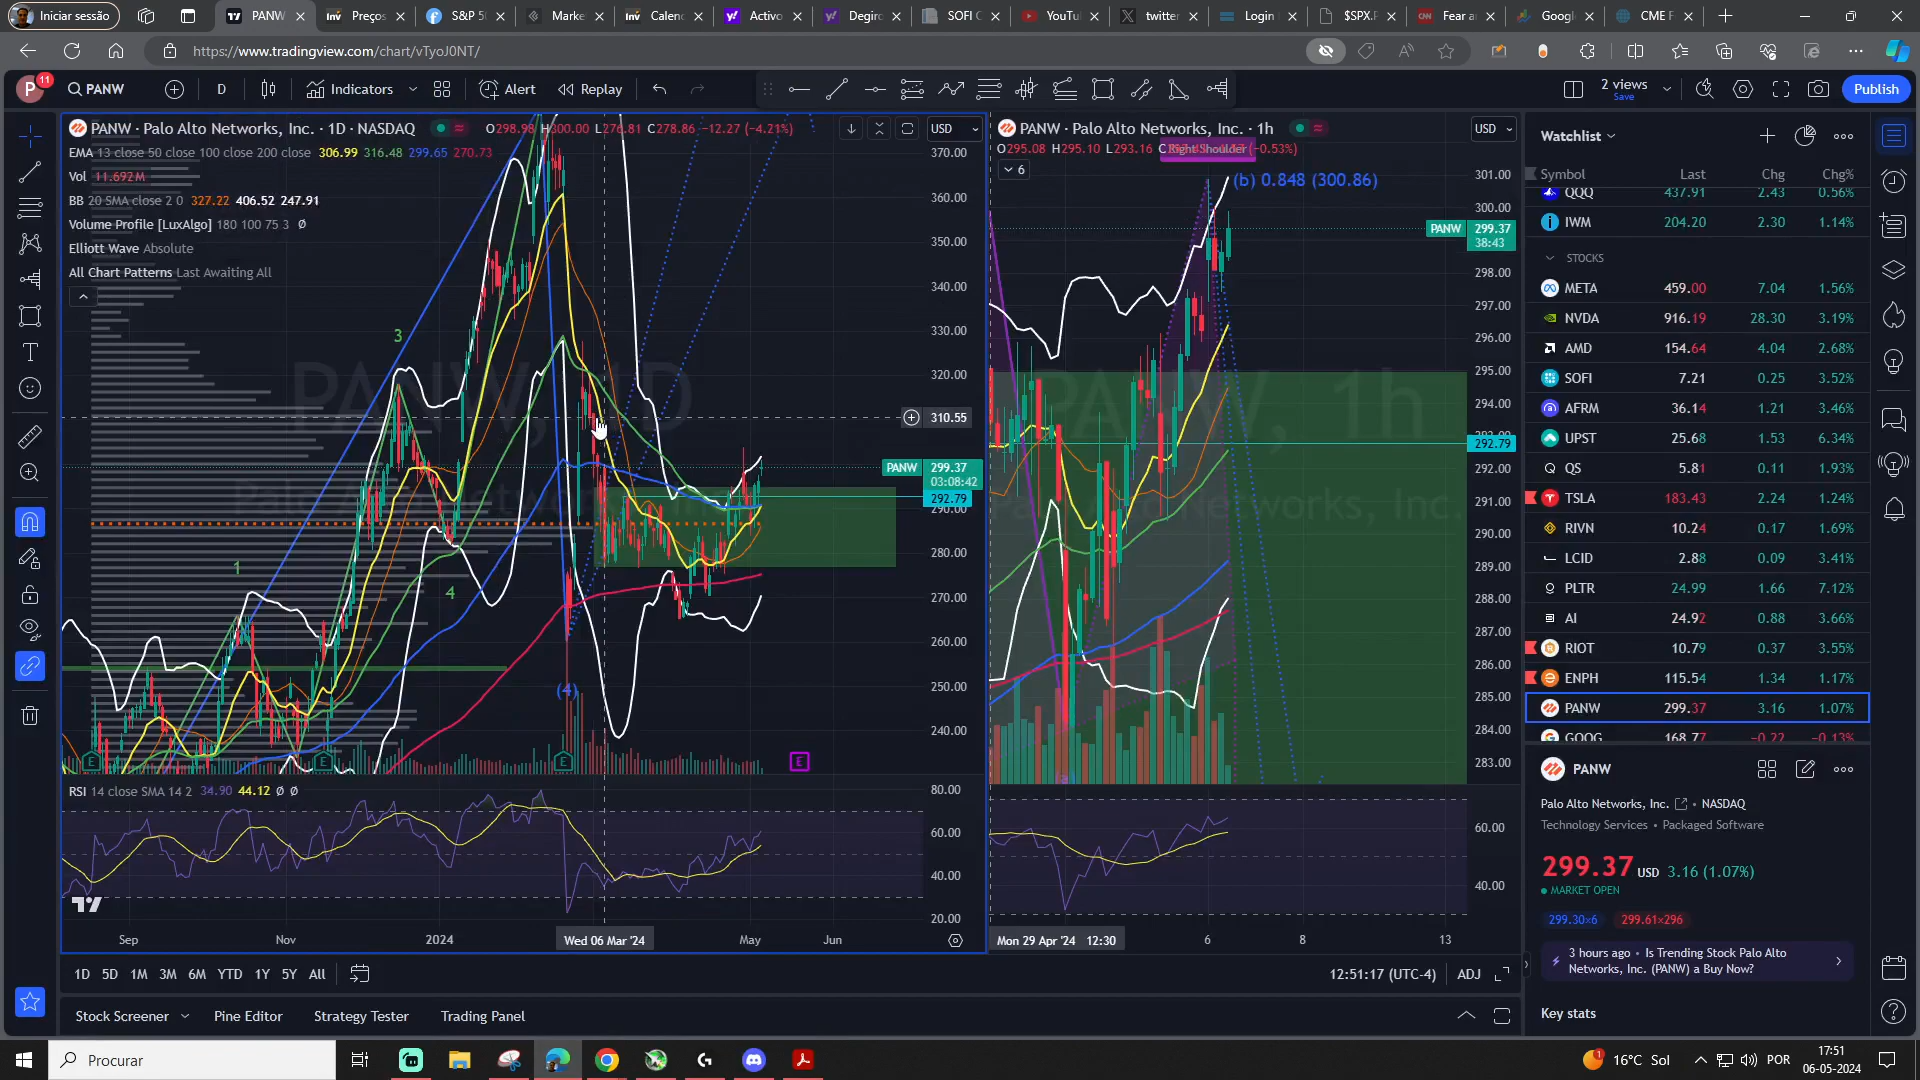 Iniciar sessão
PANW
Preços
S&P 5
Marke
Calen
Activo
Degiro
SOFI
YouTu
twitter
Login
$SPX.
Fear a
Google
CME F
https://www.tradingview.com/chart/vTyoJ0NT/
P 11
PANW
D
Indicators
Alert
Replay
2 views
Save
Publish
PANW · Palo Alto Networks, Inc. · 1D · NASDAQ
O298.98 H300.00 L276.81 C278.86 −12.27 (−4.21%)
USD
EMA 13 close 50 close 100 close 200 close 306.99 316.48 299.65 270.73
Vol 11.692M
BB 20 SMA close 2 0 327.22 406.52 247.91
Volume Profile [LuxAlgo] 180 100 75 3 Ø
Elliott Wave Absolute
All Chart Patterns Last Awaiting All
PANW, 1D
1
3
4
(4)
E
E
E
E
370.00
360.00
350.00
340.00
330.00
320.00
310.55
PANW 299.37
03:08:42
292.79
290.00
280.00
270.00
260.00
250.00
240.00
RSI 14 close SMA 14 2 34.90 44.12 Ø Ø
80.00
60.00
40.00
20.00
Sep
Nov
2024
Wed 06 Mar '24
May
Jun
PANW · Palo Alto Networks, Inc. · 1h
O295.08 H295.10 L293.16
(−0.53%)
Right Shoulder
USD
6
(b) 0.848 (300.86)
PANW, 1h
Palo Alto Networks, Inc.
301.00
300.00
PANW 299.37
38:43
298.00
297.00
296.00
295.00
294.00
292.79
292.00
291.00
290.00
289.00
288.00
287.00
286.00
285.00
284.00
283.00
60.00
40.00
Mon 29 Apr '24 12:30
6
8
13
1D 5D 1M 3M 6M YTD 1Y 5Y All
12:51:17 (UTC-4)
ADJ
Stock Screener
Pine Editor
Strategy Tester
Trading Panel
Watchlist
Symbol Last Chg Chg%
QQQ 437.91 2.43 0.56%
IWM 204.20 2.30 1.14%
STOCKS
META 459.00 7.04 1.56%
NVDA 916.19 28.30 3.19%
AMD 154.64 4.04 2.68%
SOFI 7.21 0.25 3.52%
AFRM 36.14 1.21 3.46%
UPST 25.68 1.53 6.34%
QS 5.81 0.11 1.93%
TSLA 183.43 2.24 1.24%
RIVN 10.24 0.17 1.69%
LCID 2.88 0.09 3.41%
PLTR 24.99 1.66 7.12%
AI 24.92 0.88 3.66%
RIOT 10.79 0.37 3.55%
ENPH 115.54 1.34 1.17%
PANW 299.37 3.16 1.07%
GOOG 168.77 −0.22 −0.13%
PANW
Palo Alto Networks, Inc. • NASDAQ
Technology Services • Packaged Software
299.37 USD 3.16 (1.07%)
MARKET OPEN
299.30×6 299.61×296
3 hours ago • Is Trending Stock Palo Alto
Networks, Inc. (PANW) a Buy Now?
Key stats
Procurar
1
16°C Sol
POR
17:51
06-05-2024